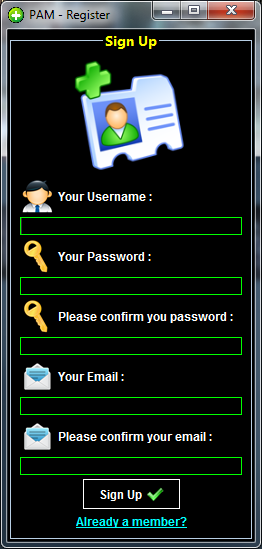 PAM - Register
Sign Up
Your Username :
Your Password :
Please confirm you password :
Your Email :
Please confirm your email :
Sign Up
Already a member?